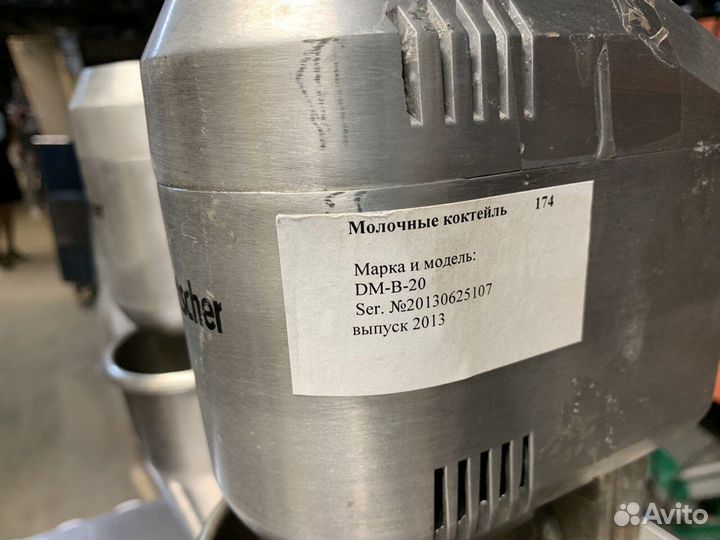 Молочные коктейль 174
Марка и модель:
DM-B-20
Ser. №20130625107
выпуск 2013
Avito